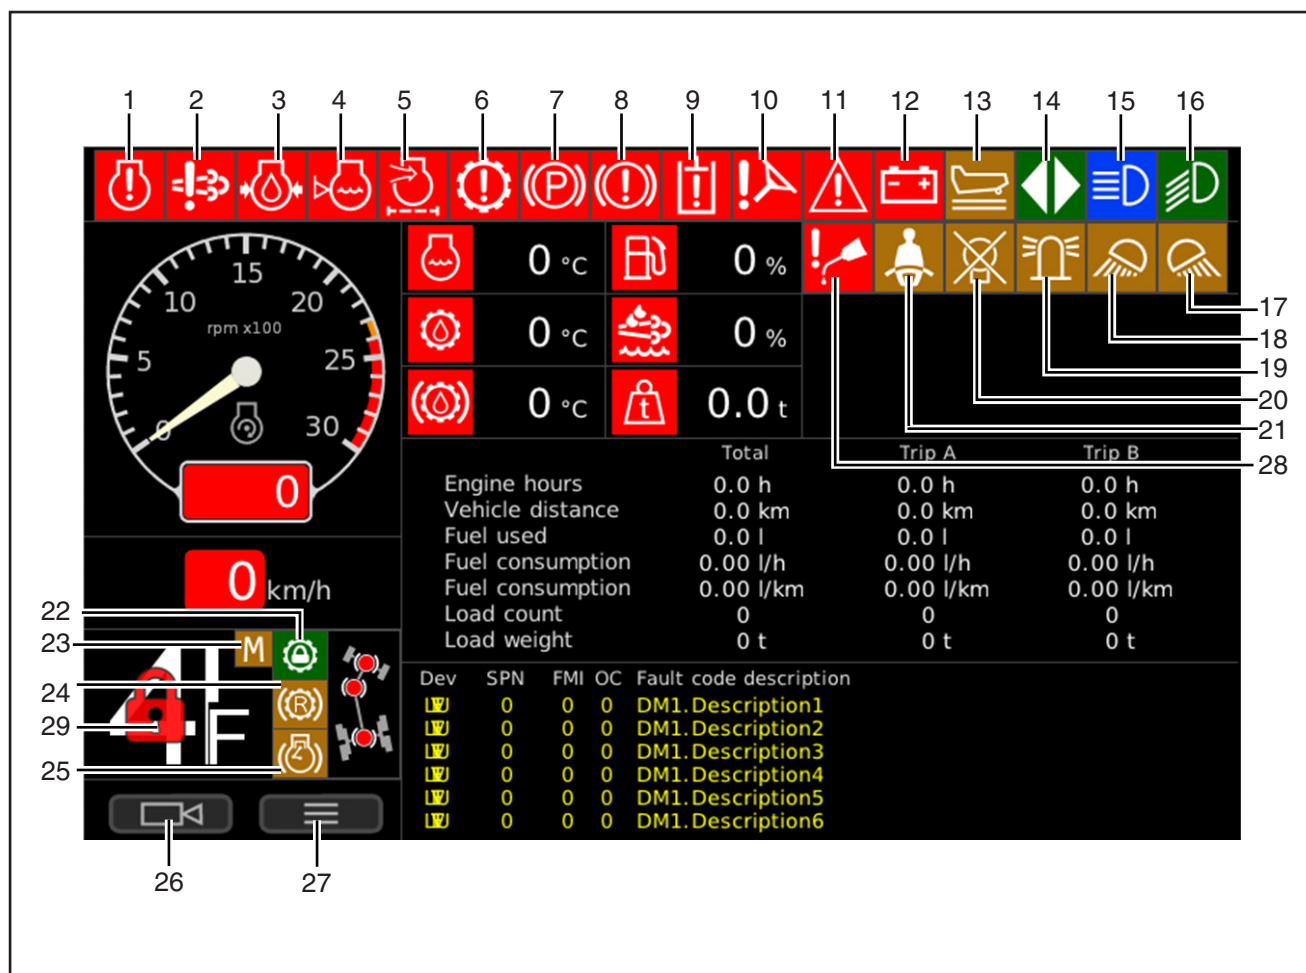 1 2 3 4 5 6 7 8 9 10 11 12 13 14 15 16
P
15
10 20
rpm x100
5 25
0 30
0
0 °C 0 %
0 °C 0 %
0 °C t 0.0 t
17
18
19
20
21
28
Total Trip A Trip B
Engine hours 0.0 h 0.0 h 0.0 h
Vehicle distance 0.0 km 0.0 km 0.0 km
Fuel used 0.0 l 0.0 l 0.0 l
Fuel consumption 0.00 l/h 0.00 l/h 0.00 l/h
Fuel consumption 0.00 l/km 0.00 l/km 0.00 l/km
Load count 0 0 0
Load weight 0 t 0 t 0 t
0 km/h
22
23 M
24 R
29 4 F
25
Dev SPN FMI OC Fault code description
0 0 0 DM1.Description1
0 0 0 DM1.Description2
0 0 0 DM1.Description3
0 0 0 DM1.Description4
0 0 0 DM1.Description5
0 0 0 DM1.Description6
26 27